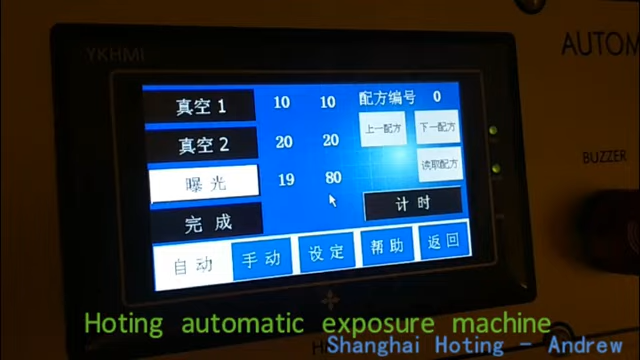 YKHMI
AUTOM
真空1 10 10 配方编号 0
真空2 20 20 上一配方 下一配方
曝光 19 80 读取配方
完成 计时
自动 手动 设定 帮助 返回
BUZZER
Hoting automatic exposure machine
Shanghai Hoting - Andrew